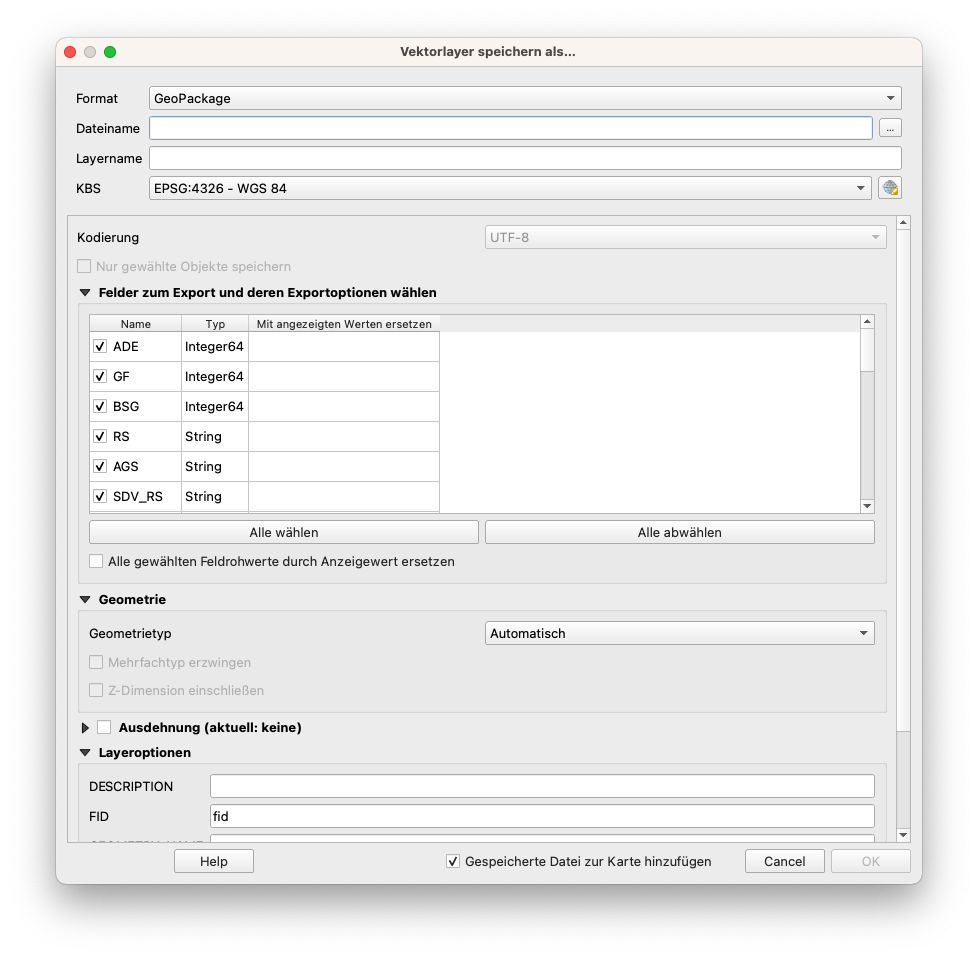 Vektorlayer speichern als...
Format GeoPackage
Dateiname ...
Layername
KBS EPSG:4326 - WGS 84
Kodierung UTF-8
Nur gewählte Objekte speichern
Felder zum Export und deren Exportoptionen wählen
Name Typ Mit angezeigten Werten ersetzen
ADE Integer64
GF Integer64
BSG Integer64
RS String
AGS String
SDV_RS String
Alle wählen Alle abwählen
Alle gewählten Feldrohwerte durch Anzeigewert ersetzen
Geometrie
Geometrietyp Automatisch
Mehrfachtyp erzwingen
Z-Dimension einschließen
Ausdehnung (aktuell: keine)
Layeroptionen
DESCRIPTION
FID fid
Help Gespeicherte Datei zur Karte hinzufügen Cancel OK